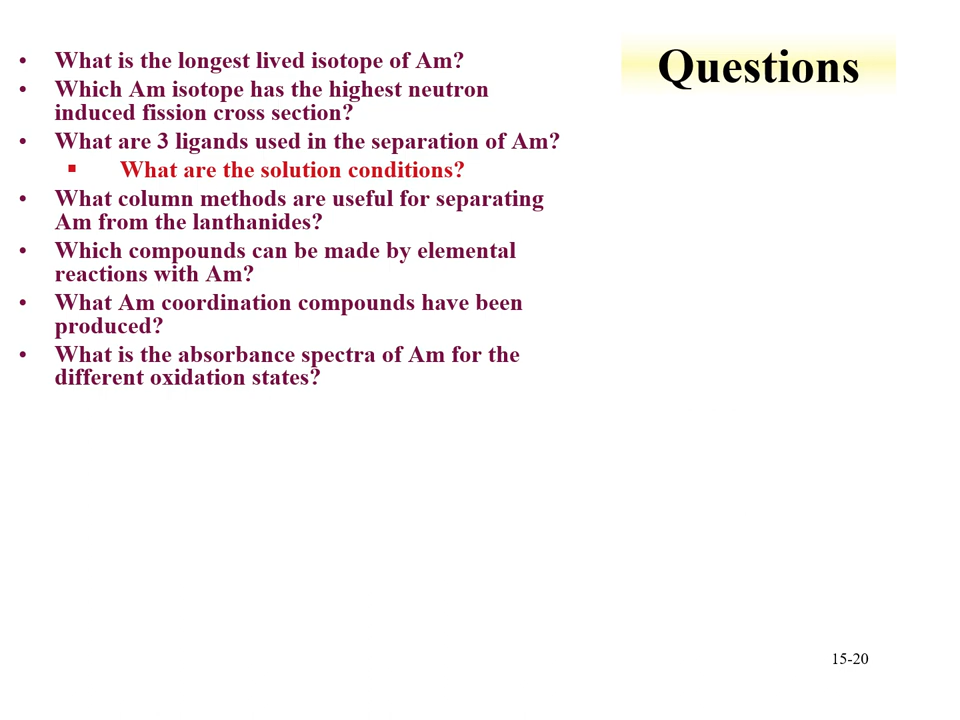 Questions
• What is the longest lived isotope of Am?
• Which Am isotope has the highest neutron
induced fission cross section?
• What are 3 ligands used in the separation of Am?
▪ What are the solution conditions?
• What column methods are useful for separating
Am from the lanthanides?
• Which compounds can be made by elemental
reactions with Am?
• What Am coordination compounds have been
produced?
• What is the absorbance spectra of Am for the
different oxidation states?
15-20